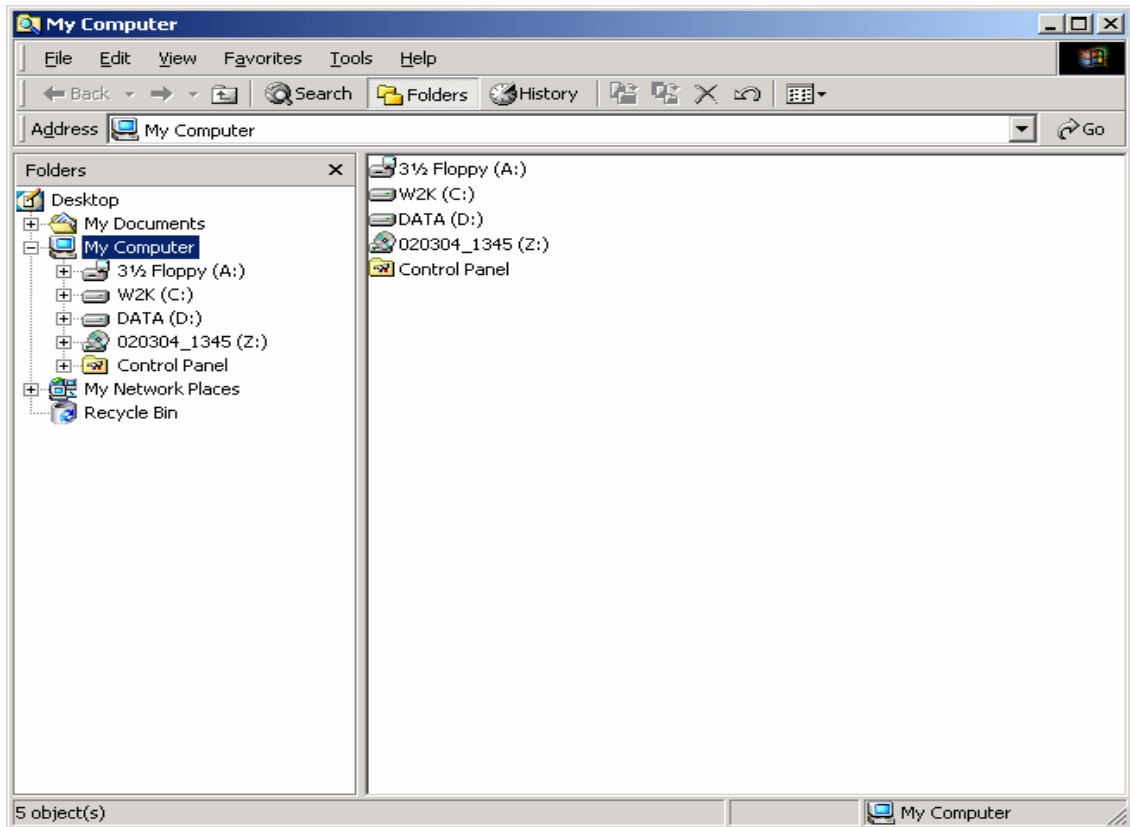 My Computer
File Edit View Favorites Tools Help
Back Search Folders History
Address My Computer Go
Folders
Desktop
My Documents
My Computer
3½ Floppy (A:)
W2K (C:)
DATA (D:)
020304_1345 (Z:)
Control Panel
My Network Places
Recycle Bin
3½ Floppy (A:)
W2K (C:)
DATA (D:)
020304_1345 (Z:)
Control Panel
5 object(s) My Computer